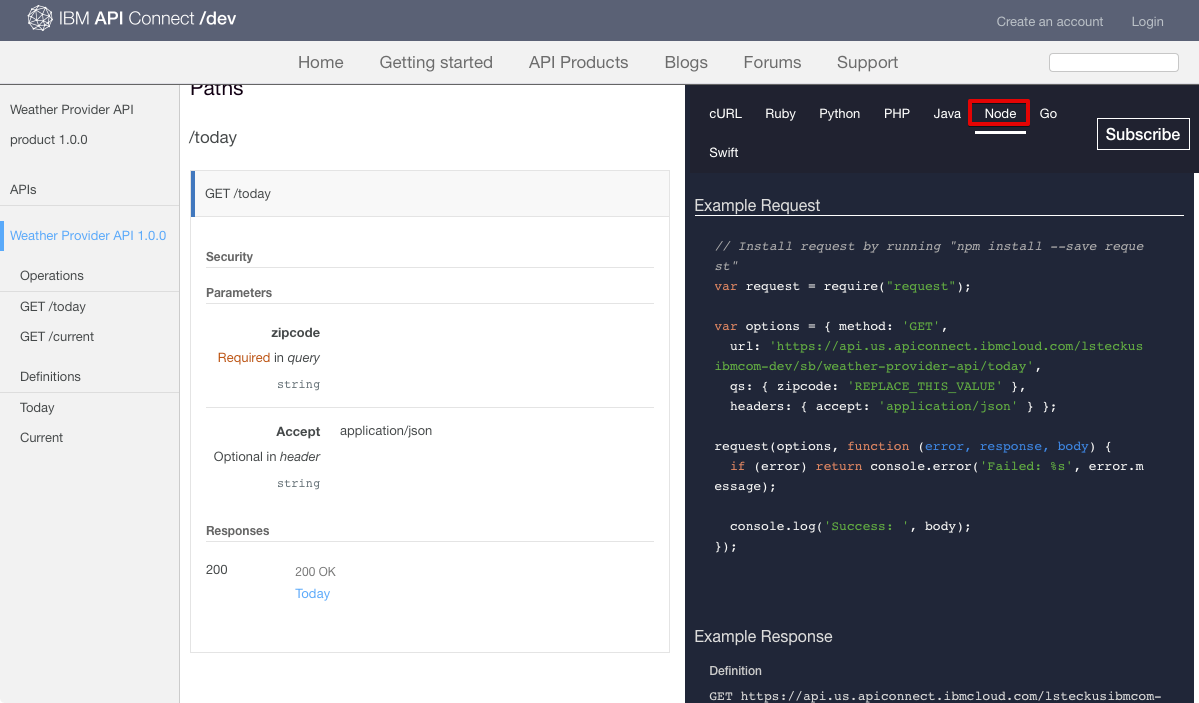 IBM API Connect /dev
Create an account
Login
Home
Getting started
API Products
Blogs
Forums
Support
Weather Provider API
product 1.0.0
APIs
Weather Provider API 1.0.0
Operations
GET /today
GET /current
Definitions
Today
Current
Paths
/today
GET /today
Security
Parameters
zipcode
Required in query
string
Accept
application/json
Optional in header
string
Responses
200
200 OK
Today
cURL
Ruby
Python
PHP
Java
Node
Go
Swift
Subscribe
Example Request
// Install request by running "npm install --save reque
st"
var request = require("request");
var options = { method: 'GET',
url: 'https://api.us.apiconnect.ibmcloud.com/lsteckus
ibmcom-dev/sb/weather-provider-api/today',
qs: { zipcode: 'REPLACE_THIS_VALUE' },
headers: { accept: 'application/json' } };
request(options, function (error, response, body) {
if (error) return console.error('Failed: %s', error.m
essage);
console.log('Success: ', body);
});
Example Response
Definition
GET https://api.us.apiconnect.ibmcloud.com/lsteckusibmcom-